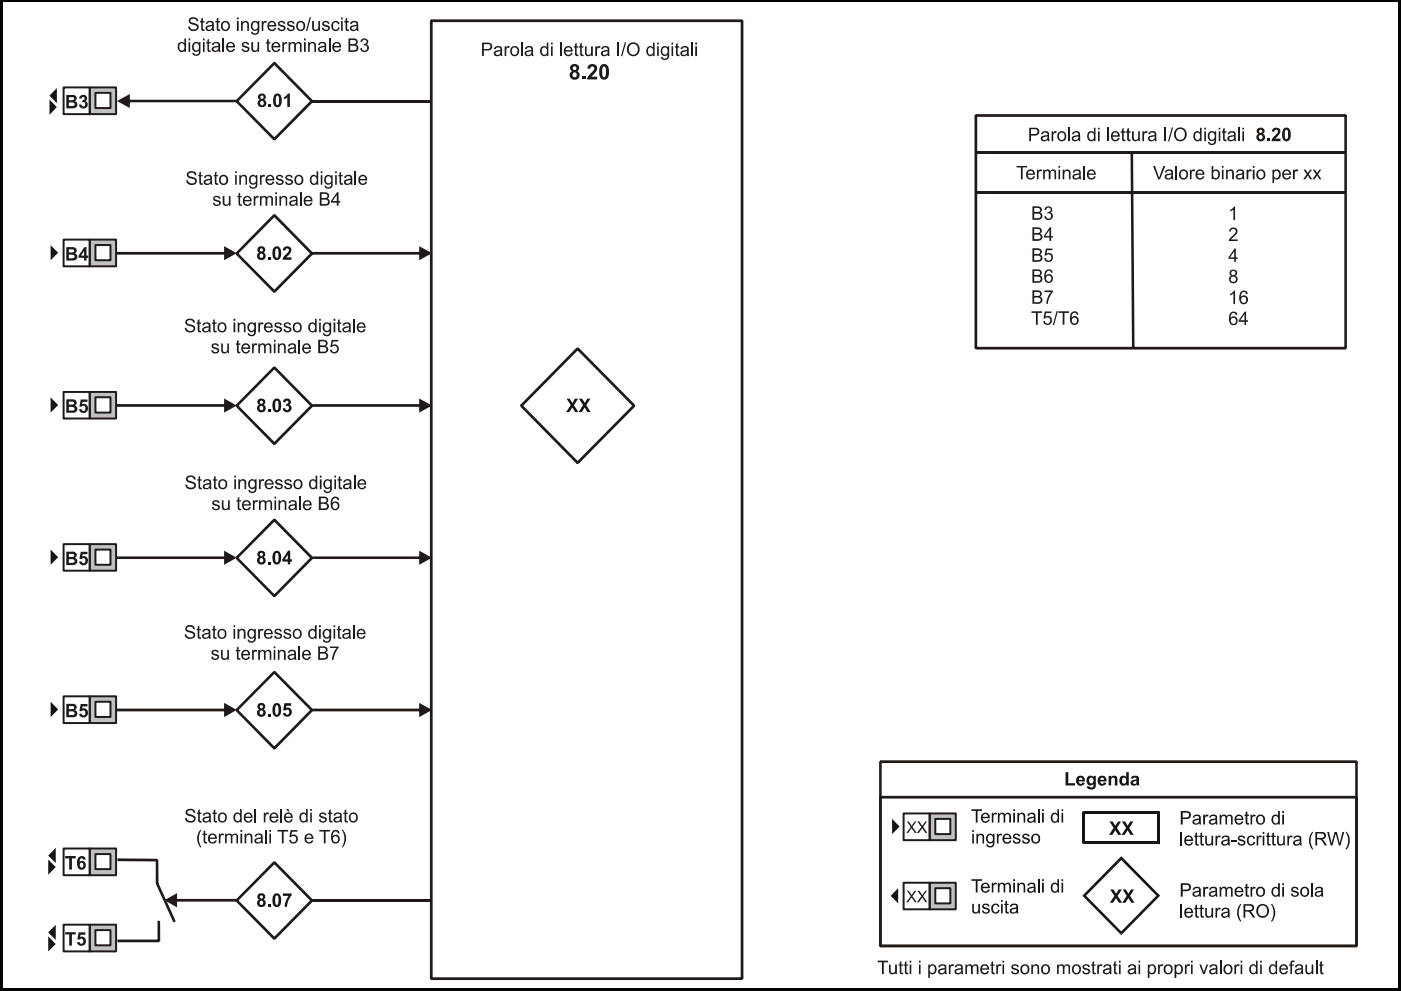 Stato ingresso/uscita
digitale su terminale B3
B3
8.01
Stato ingresso digitale
su terminale B4
B4
8.02
Stato ingresso digitale
su terminale B5
B5
8.03
Stato ingresso digitale
su terminale B6
B5
8.04
Stato ingresso digitale
su terminale B7
B5
8.05
Stato del relè di stato
(terminali T5 e T6)
T6
8.07
T5
Parola di lettura I/O digitali
8.20
XX
Parola di lettura I/O digitali 8.20
Terminale Valore binario per xx
B3 1
B4 2
B5 4
B6 8
B7 16
T5/T6 64
Legenda
XX Terminali di
ingresso
XX Parametro di
lettura-scrittura (RW)
XX Terminali di
uscita
XX Parametro di sola
lettura (RO)
Tutti i parametri sono mostrati ai propri valori di default